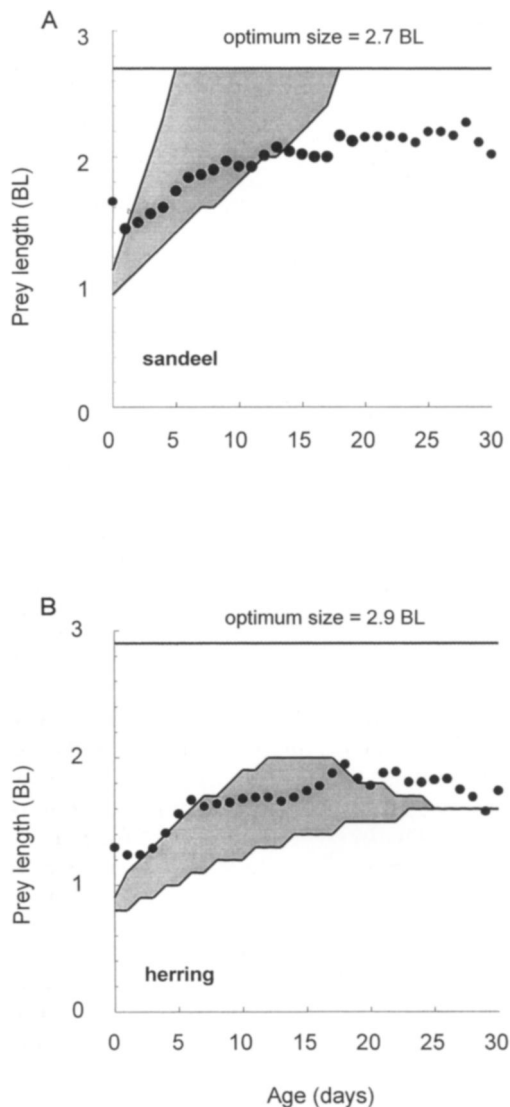 A
optimum size = 2.7 BL
3
2
1
0
Prey length (BL)
sandeel
0 5 10 15 20 25 30
B
optimum size = 2.9 BL
3
2
1
0
Prey length (BL)
herring
0 5 10 15 20 25 30
Age (days)